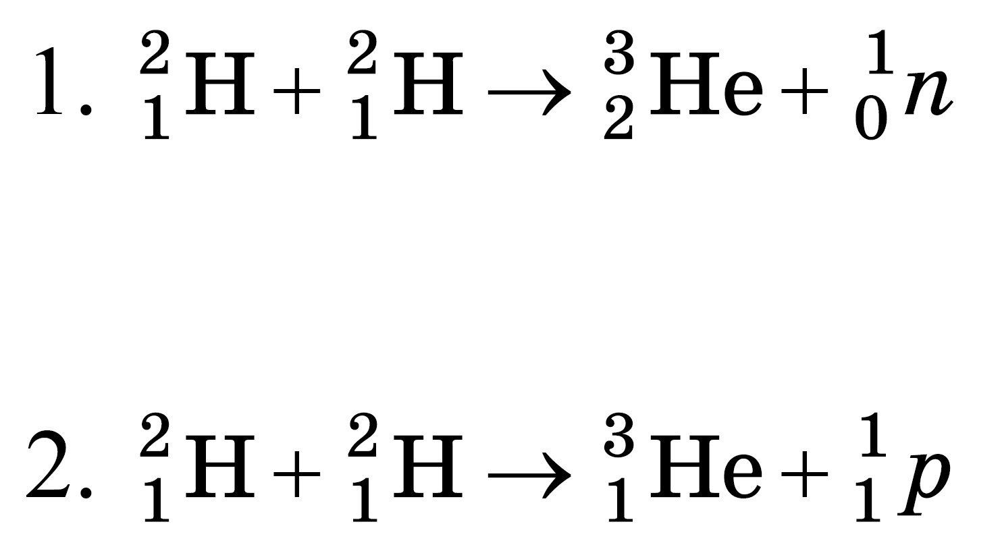 1. ²₁H + ²₁H → ³₂He + ¹₀n
2. ²₁H + ²₁H → ³₁He + ¹₁p